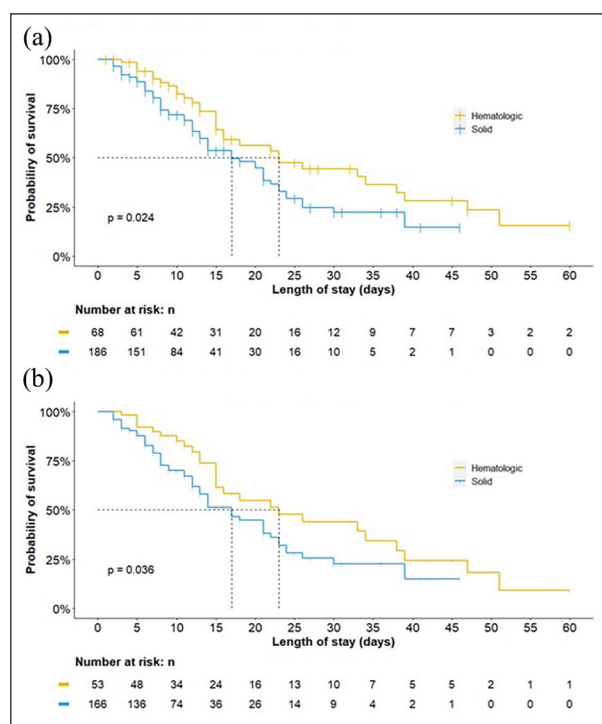 (a)
100%
75%
50%
25%
0%
Probabiliry of survival
Hematologic
Solid
p = 0.024
0 5 10 15 20 25 30 35 40 45 50 55 60
Length of stay (days)
Number at risk: n
68 61 42 31 20 16 12 9 7 7 3 2 2
186 151 84 41 30 16 10 5 2 1 0 0 0
(b)
100%
75%
50%
25%
0%
Probabiliry of survival
Hematologic
Solid
p = 0.036
0 5 10 15 20 25 30 35 40 45 50 55 60
Length of stay (days)
Number at risk: n
53 48 34 24 16 13 10 7 5 5 2 1 1
166 136 74 36 26 14 9 4 2 1 0 0 0